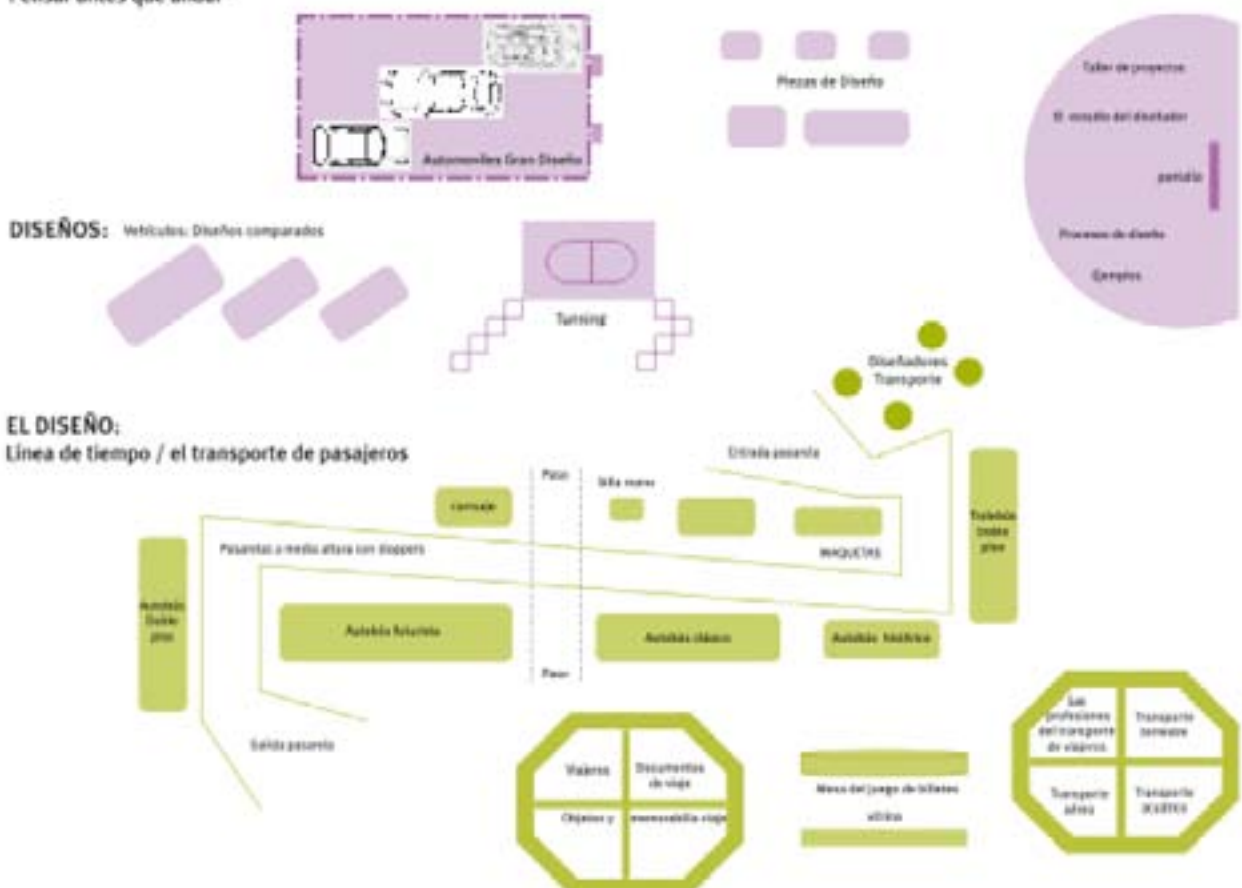 Pensar antes que andar
Automoviles Gran Diseño
Piezas de Diseño
Taller de proyectos
El estudio del diseñador
pantalla
Procesos de diseño
Ejemplos
DISEÑOS: Vehículos: Diseños comparados
Tunning
Diseñadores
Transporte
EL DISEÑO:
Línea de tiempo / el transporte de pasajeros
Entrada pasarela
Paso
Silla mano
carruaje
MAQUETAS
Pasarelas a media altura con stoppers
Autobús
Doble
piso
piso
Autobús futurista
Autobús clásico
Autobús histórico
Paso
Salida pasarela
Viajeros
Documentos
de viaje
Objetos y
memorabilia viaje
Mesa del juego de billetes
vitrina
Las
profesiones
del transporte
de viajeros
Transporte
terrestre
Transporte
aéreo
Transporte
acuático